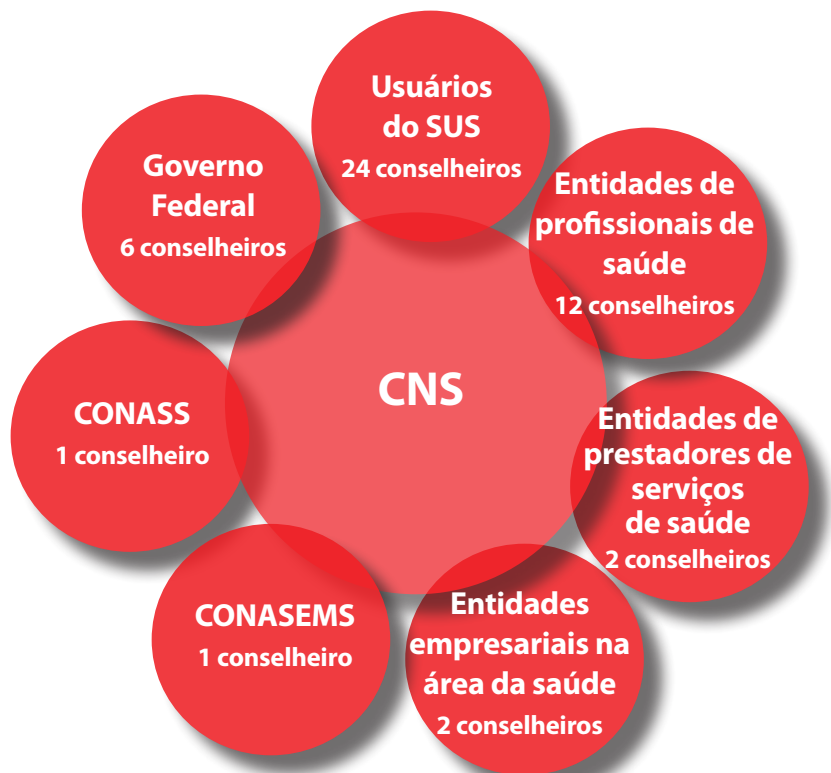 Usuários
do SUS
24 conselheiros
Entidades de
profissionais de
saúde
12 conselheiros
Entidades de
prestadores de
serviços
de saúde
2 conselheiros
Entidades
empresariais na
área da saúde
2 conselheiros
CONASEMS
1 conselheiro
CONASS
1 conselheiro
Governo
Federal
6 conselheiros
CNS